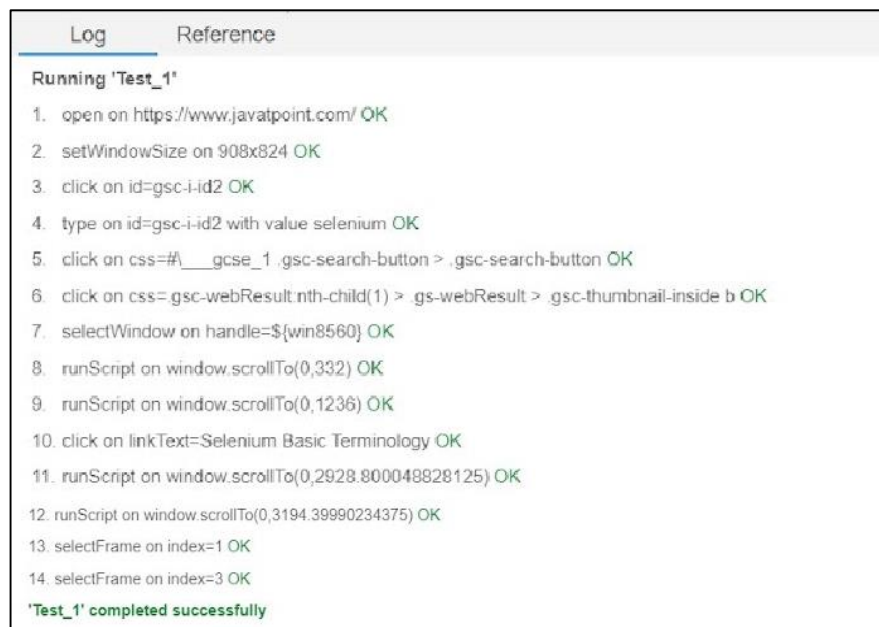 Log Reference
Running 'Test_1'
1. open on https://www.javatpoint.com/ OK
2. setWindowSize on 908x824 OK
3. click on id=gsc-i-id2 OK
4. type on id=gsc-i-id2 with value selenium OK
5. click on css=#\___gcse_1 .gsc-search-button > .gsc-search-button OK
6. click on css=.gsc-webResult:nth-child(1) > .gs-webResult > .gsc-thumbnail-inside b OK
7. selectWindow on handle=${win8560} OK
8. runScript on window.scrollTo(0,332) OK
9. runScript on window.scrollTo(0,1236) OK
10. click on linkText=Selenium Basic Terminology OK
11. runScript on window.scrollTo(0,2928.800048828125) OK
12. runScript on window.scrollTo(0,3194.39990234375) OK
13. selectFrame on index=1 OK
14. selectFrame on index=3 OK
'Test_1' completed successfully